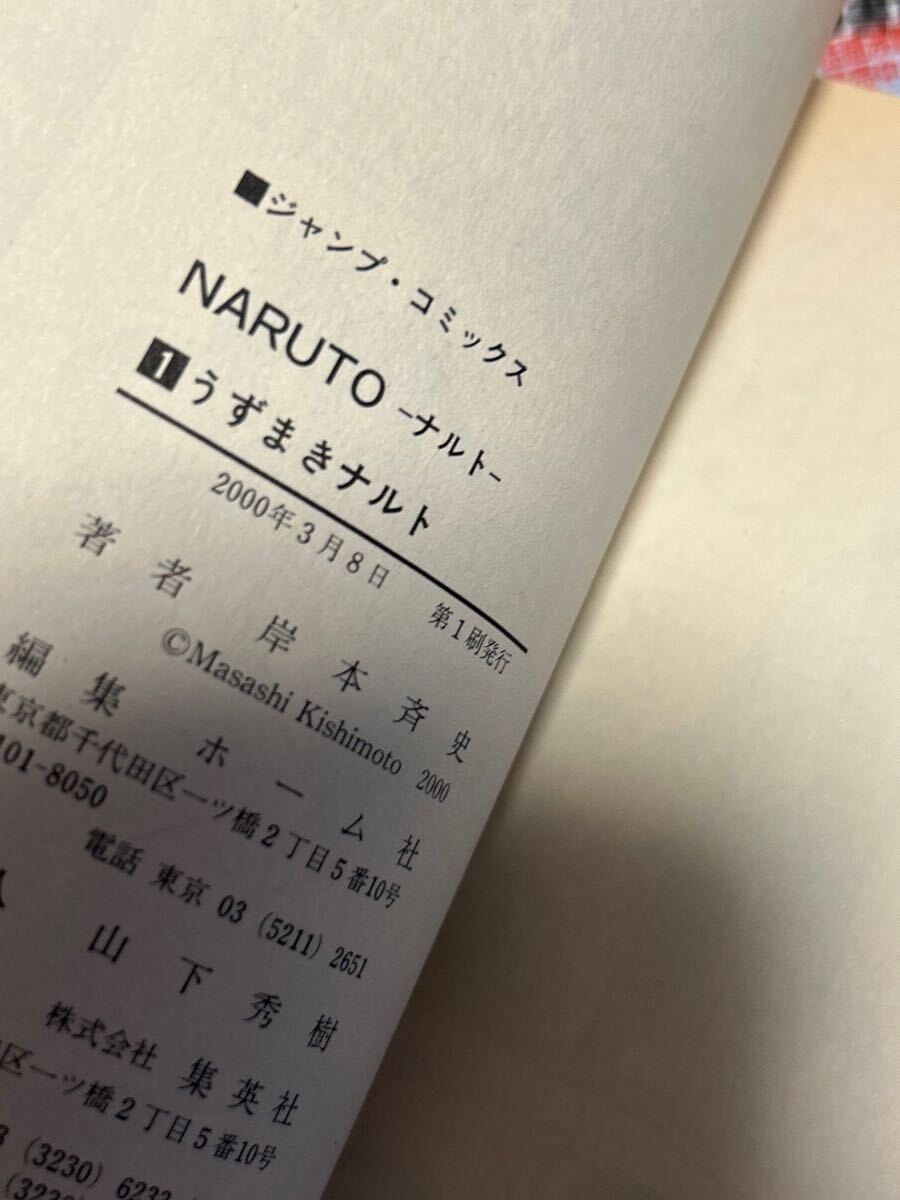 ■ジャンプ・コミックス
NARUTO -ナルト-
1 うずまきナルト
2000年3月8日 第1刷発行
著者 岸本斉史
©Masashi Kishimoto 2000
編集 ホーム社
東京都千代田区一ツ橋2丁目5番10号
101-8050
電話 東京 03 (5211) 2651
人 山下秀樹
株式会社 集英社
区一ツ橋2丁目5番10号
(3230) 6233